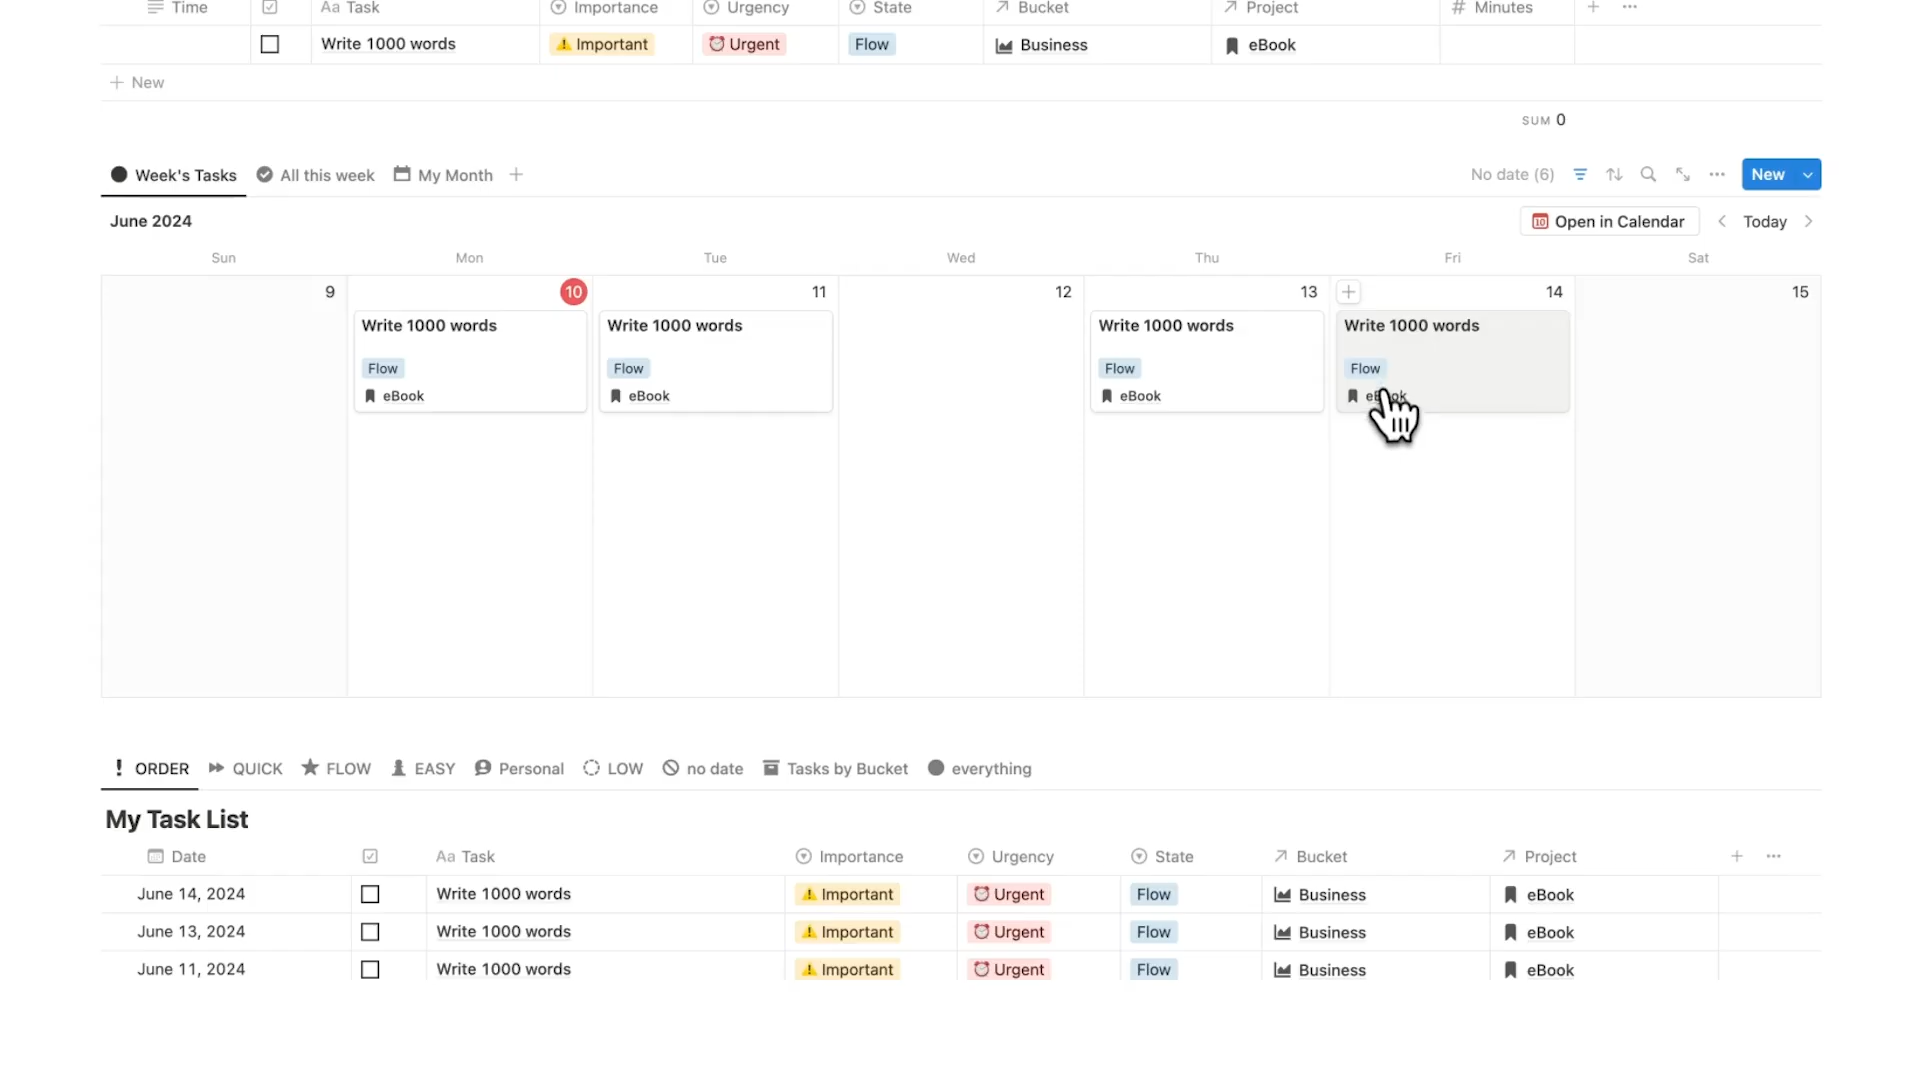 Time Aa Task Importance Urgency State Bucket Project # Minutes + ...
Write 1000 words Important Urgent Flow Business eBook
+ New
SUM 0
Week's Tasks All this week My Month + No date (6) ... New
June 2024 10 Open in Calendar < Today >
Sun Mon Tue Wed Thu Fri Sat
9 10 11 12 13 + 14 15
Write 1000 words Write 1000 words Write 1000 words Write 1000 words
Flow Flow Flow Flow
eBook eBook eBook
! ORDER QUICK FLOW EASY Personal LOW no date Tasks by Bucket everything
My Task List
Date Aa Task Importance Urgency State Bucket Project + ...
June 14, 2024 Write 1000 words Important Urgent Flow Business eBook
June 13, 2024 Write 1000 words Important Urgent Flow Business eBook
June 11, 2024 Write 1000 words Important Urgent Flow Business eBook